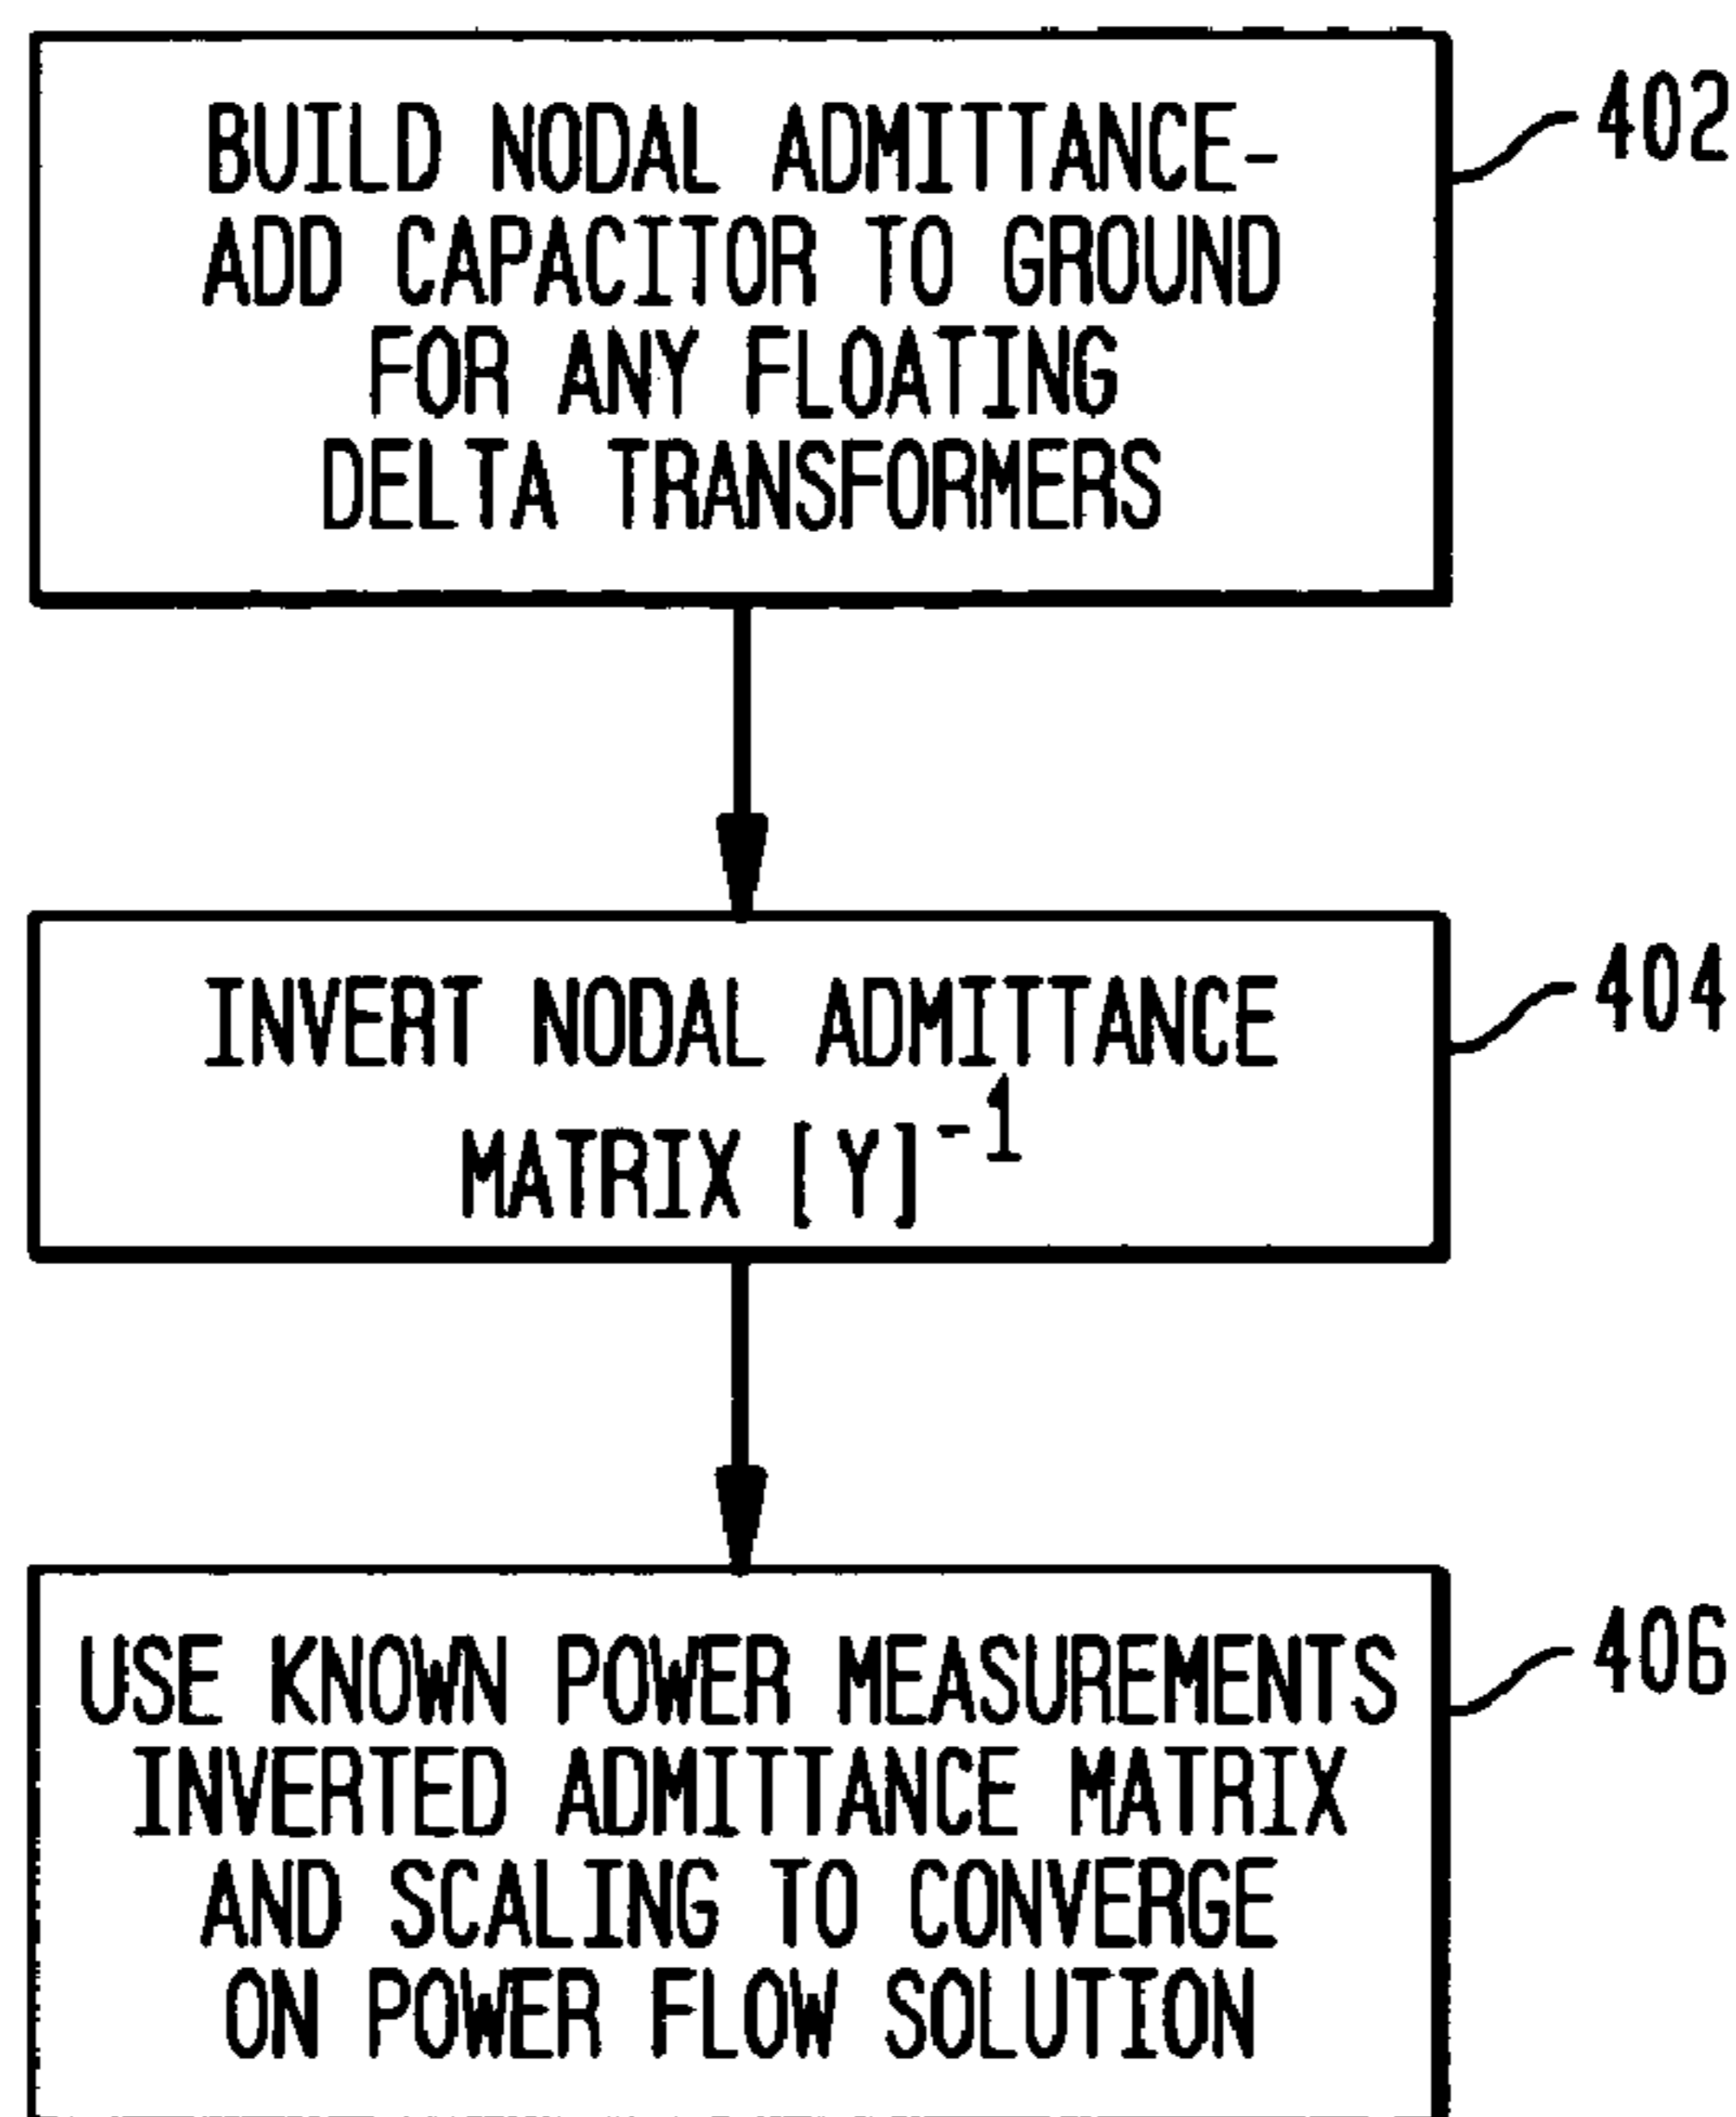 BUILD NODAL ADMITTANCE-
ADD CAPACITOR TO GROUND
FOR ANY FLOATING
DELTA TRANSFORMERS
402
INVERT NODAL ADMITTANCE
MATRIX [Y]⁻¹
404
USE KNOWN POWER MEASUREMENTS
INVERTED ADMITTANCE MATRIX
AND SCALING TO CONVERGE
ON POWER FLOW SOLUTION
406